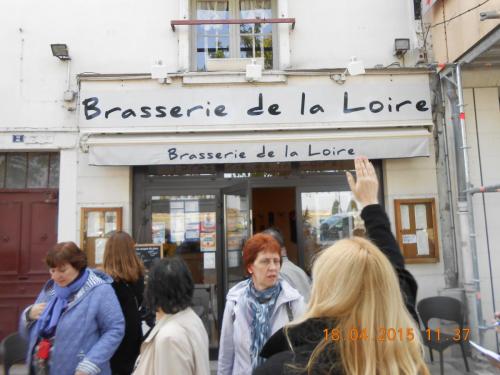 Brasserie de la Loire
Brasserie de la Loire
18.04.2015 11:37